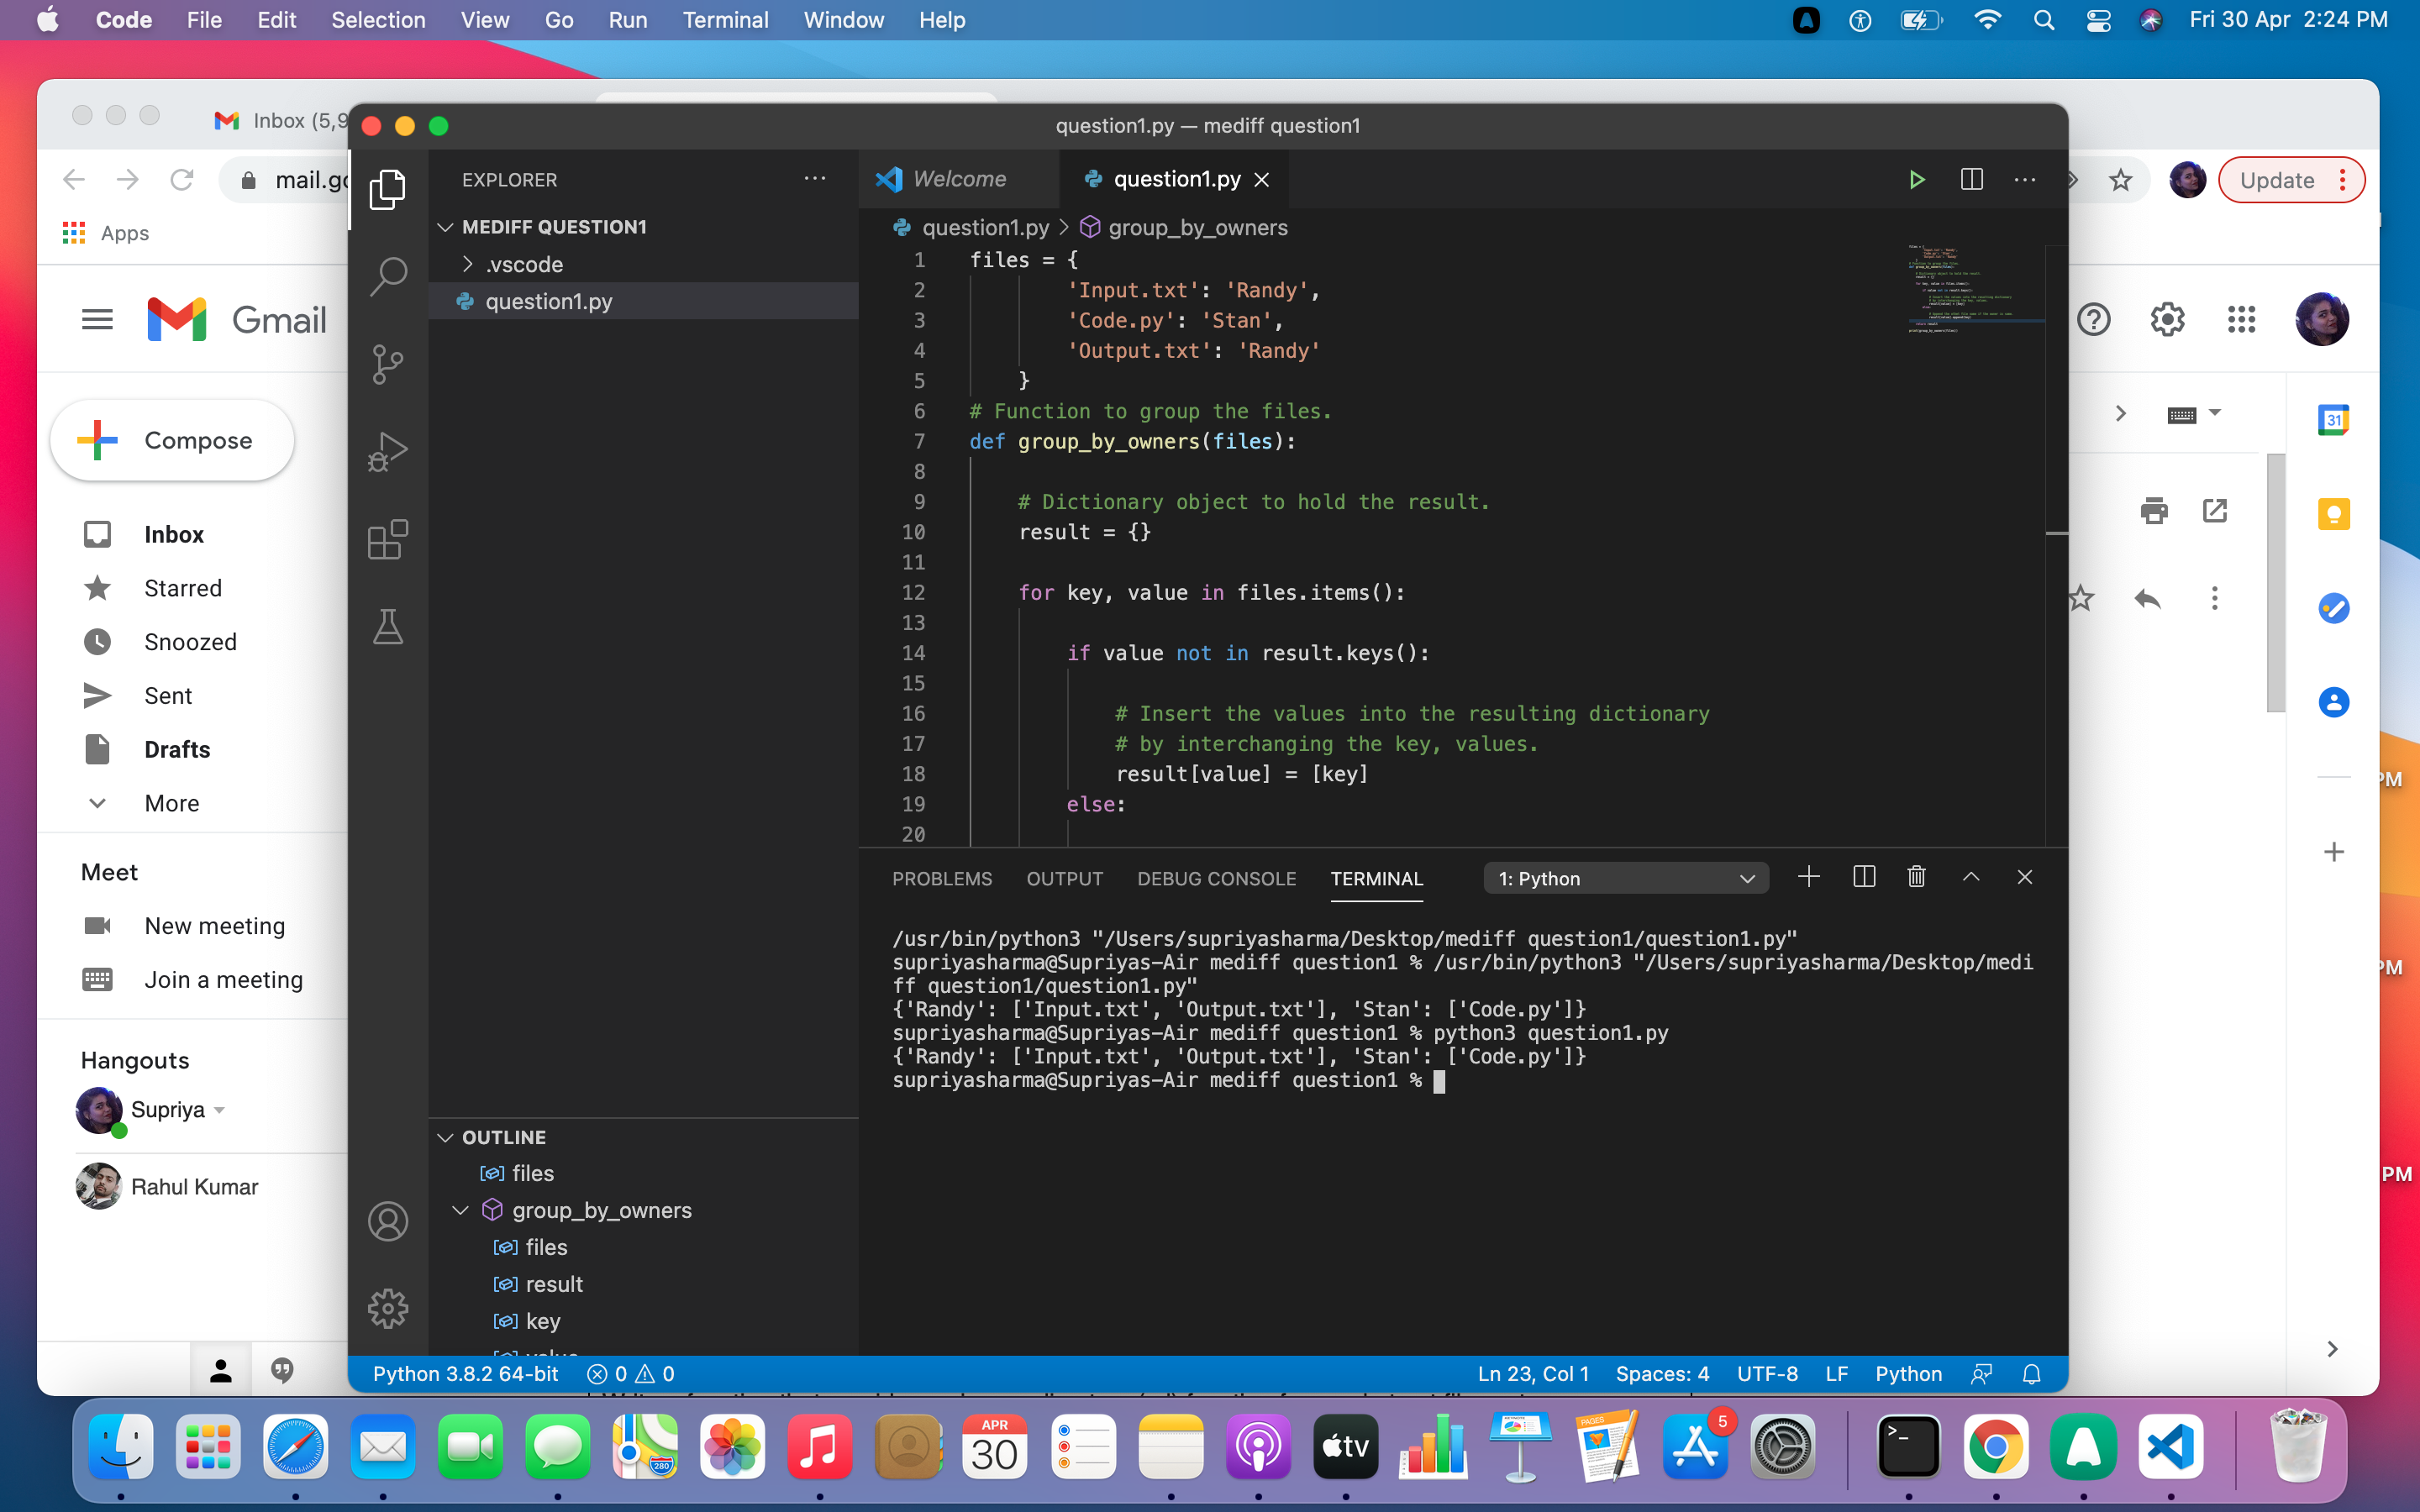 Code File Edit Selection View Go Run Terminal Window Help
Fri 30 Apr 2:24 PM
Inbox (5,9
question1.py — mediff question1
mail.go
Update
Apps
Gmail
Compose
Inbox
Starred
Snoozed
Sent
Drafts
More
Meet
New meeting
Join a meeting
Hangouts
Supriya
Rahul Kumar
EXPLORER
MEDIFF QUESTION1
.vscode
question1.py
OUTLINE
files
group_by_owners
files
result
key
value
Welcome
question1.py
question1.py > group_by_owners
1 files = {
2 'Input.txt': 'Randy',
3 'Code.py': 'Stan',
4 'Output.txt': 'Randy'
5 }
6 # Function to group the files.
7 def group_by_owners(files):
8
9 # Dictionary object to hold the result.
10 result = {}
11
12 for key, value in files.items():
13
14 if value not in result.keys():
15
16 # Insert the values into the resulting dictionary
17 # by interchanging the key, values.
18 result[value] = [key]
19 else:
20
PROBLEMS OUTPUT DEBUG CONSOLE TERMINAL
1: Python
/usr/bin/python3 "/Users/supriyasharma/Desktop/mediff question1/question1.py"
supriyasharma@Supriyas-Air mediff question1 % /usr/bin/python3 "/Users/supriyasharma/Desktop/medi
ff question1/question1.py"
{'Randy': ['Input.txt', 'Output.txt'], 'Stan': ['Code.py']}
supriyasharma@Supriyas-Air mediff question1 % python3 question1.py
{'Randy': ['Input.txt', 'Output.txt'], 'Stan': ['Code.py']}
supriyasharma@Supriyas-Air mediff question1 %
Python 3.8.2 64-bit 0 0
Ln 23, Col 1 Spaces: 4 UTF-8 LF Python
31
PM
PM
PM
APR
30
280
tv
KEYNOTE
PAGES
5
>_